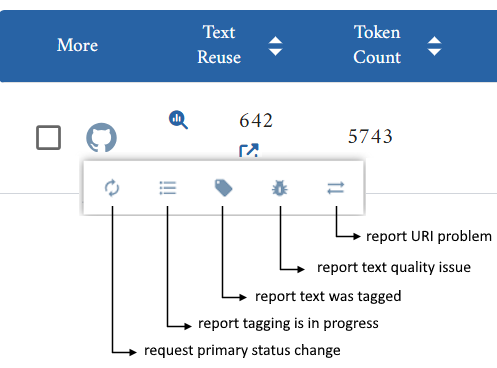 More
Text
Reuse
Token
Count
642
5743
report URI problem
report text quality issue
report text was tagged
report tagging is in progress
request primary status change